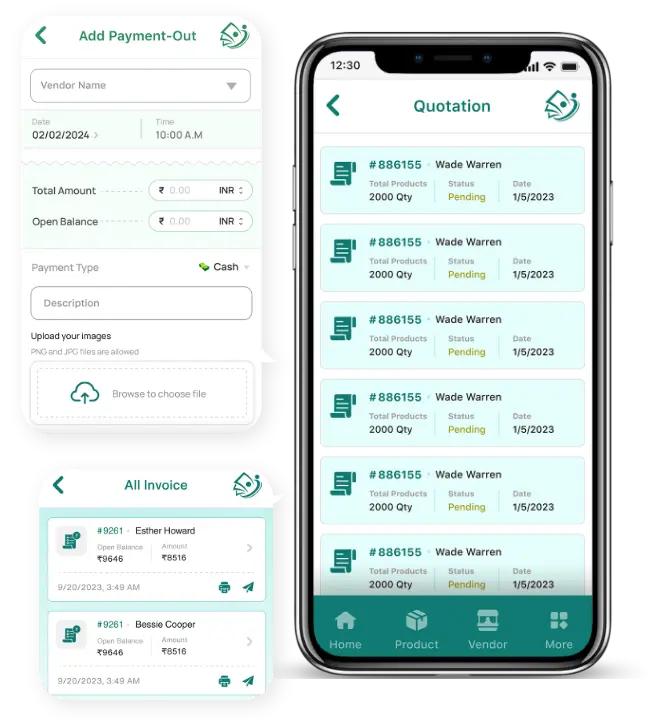 Add Payment-Out
Vendor Name
Date
Time
02/02/2024
10:00 A.M
Total Amount
₹ 0.00
INR
Open Balance
₹ 0.00
INR
Payment Type
Cash
Description
Upload your images
PNG and JPG files are allowed
Browse to choose file
All Invoice
#9261 - Esther Howard
Open Balance
Amount
₹9646
₹8516
9/20/2023, 3:49 AM
#9261 - Bessie Cooper
Open Balance
Amount
₹9646
₹8516
9/20/2023, 3:49 AM
12:30
Quotation
#886155 - Wade Warren
Total Products
Status
Date
2000 Qty
Pending
1/5/2023
#886155 - Wade Warren
Total Products
Status
Date
2000 Qty
Pending
1/5/2023
#886155 - Wade Warren
Total Products
Status
Date
2000 Qty
Pending
1/5/2023
#886155 - Wade Warren
Total Products
Status
Date
2000 Qty
Pending
1/5/2023
#886155 - Wade Warren
Total Products
Status
Date
2000 Qty
Pending
1/5/2023
#886155 - Wade Warren
Total Products
Status
Date
2000 Qty
Pending
1/5/2023
Home
Product
Vendor
More